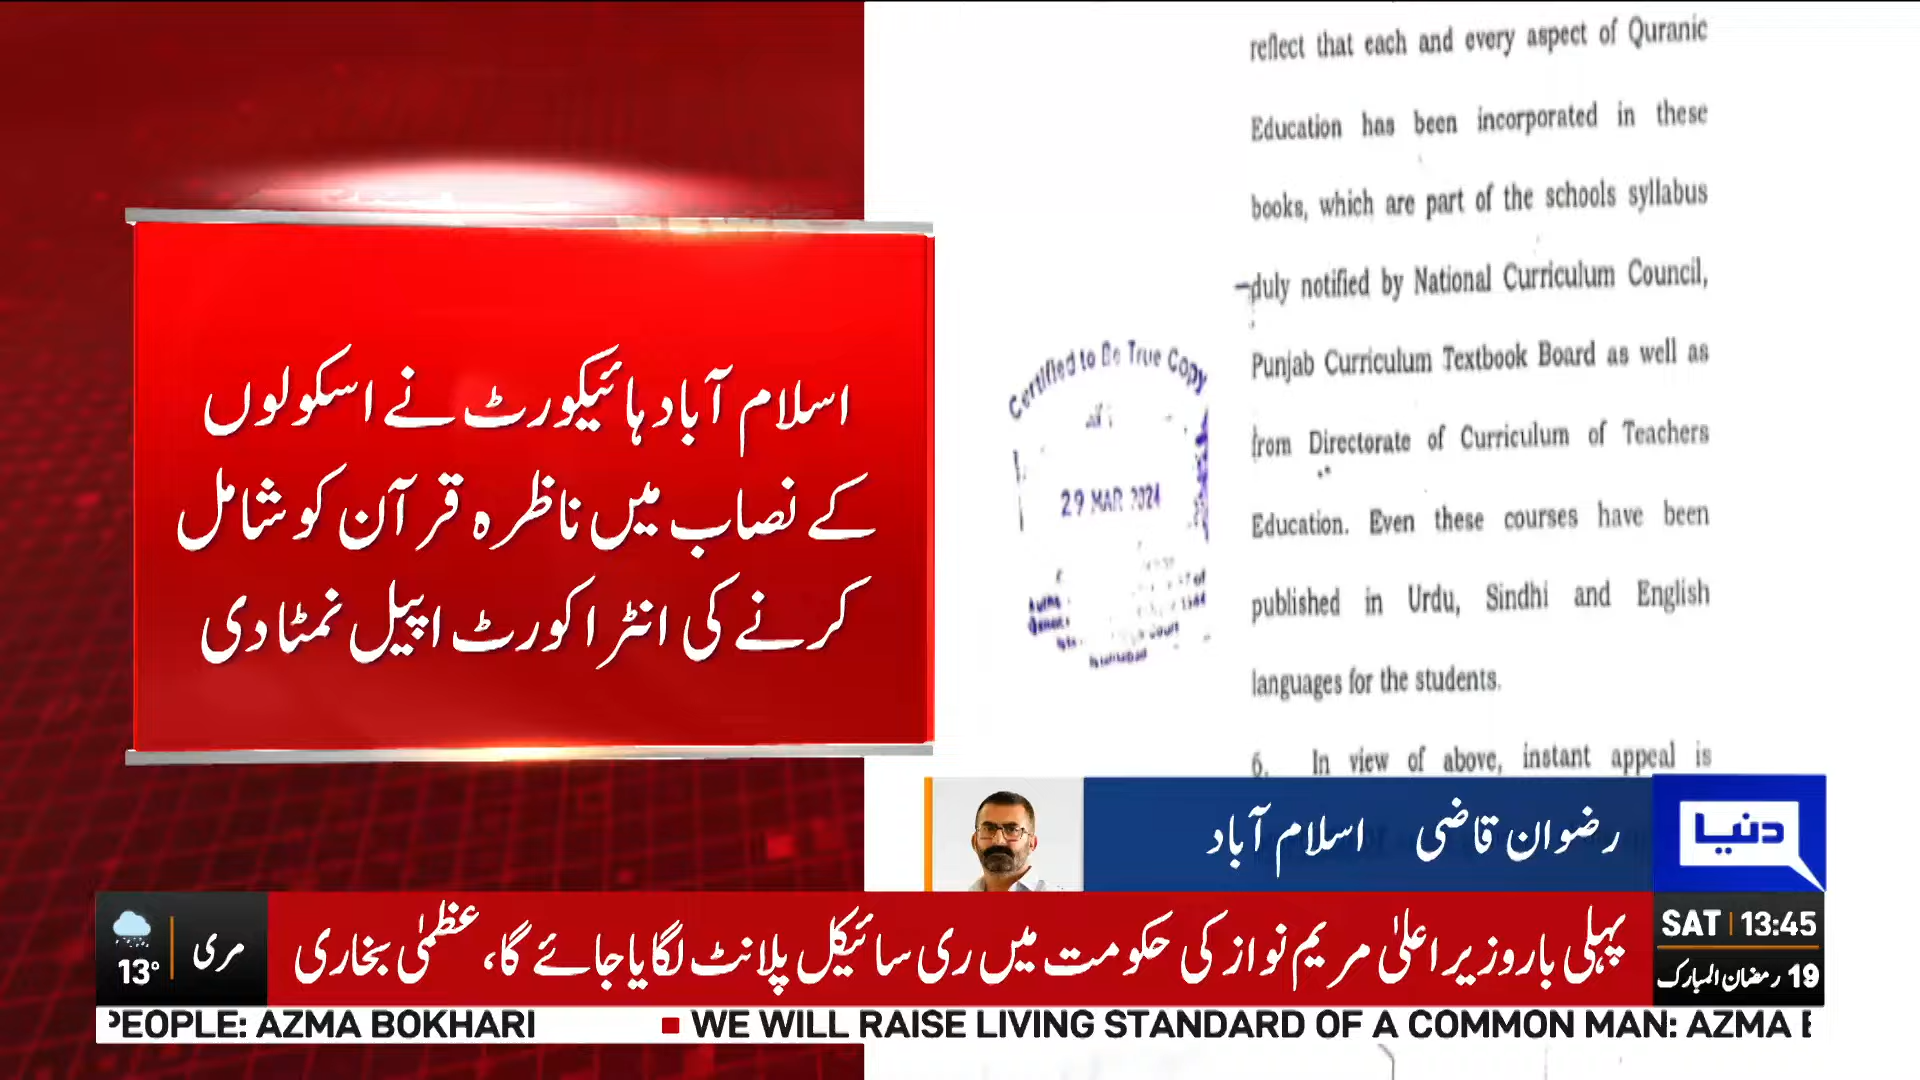 اسلام آباد ہائیکورٹ نے اسکولوں
کے نصاب میں ناظرہ قرآن کو شامل
کرنے کی انٹرا کورٹ اپیل نمٹا دی
reflect that each and every aspect of Quranic
Education has been incorporated in these
books, which are part of the schools syllabus
duly notified by National Curriculum Council,
Punjab Curriculum Textbook Board as well as
from Directorate of Curriculum of Teachers
Education. Even these courses have been
published in Urdu, Sindhi and English
languages for the students.
6. In view of above, instant appeal is
Certified to Be True Copy
29 MAR 2024
Islamabad
رضوان قاضی اسلام آباد
دنیا
پہلی بار وزیر اعلیٰ مریم نواز کی حکومت میں ری سائیکل پلانٹ لگایا جائے گا، عظمیٰ بخاری
مری
13°
SAT 13:45
19 رمضان المبارک
PEOPLE: AZMA BOKHARI ■ WE WILL RAISE LIVING STANDARD OF A COMMON MAN: AZMA